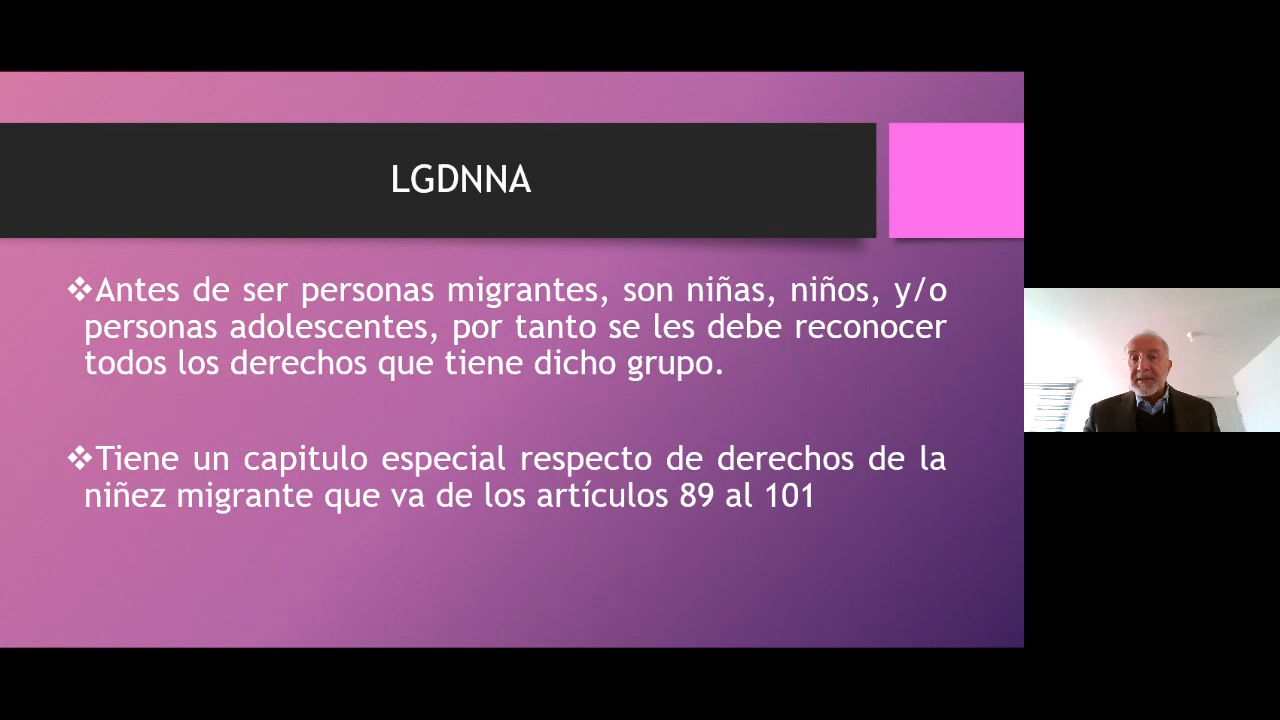 LGDNNA
❖Antes de ser personas migrantes, son niñas, niños, y/o
personas adolescentes, por tanto se les debe reconocer
todos los derechos que tiene dicho grupo.
❖Tiene un capitulo especial respecto de derechos de la
niñez migrante que va de los artículos 89 al 101